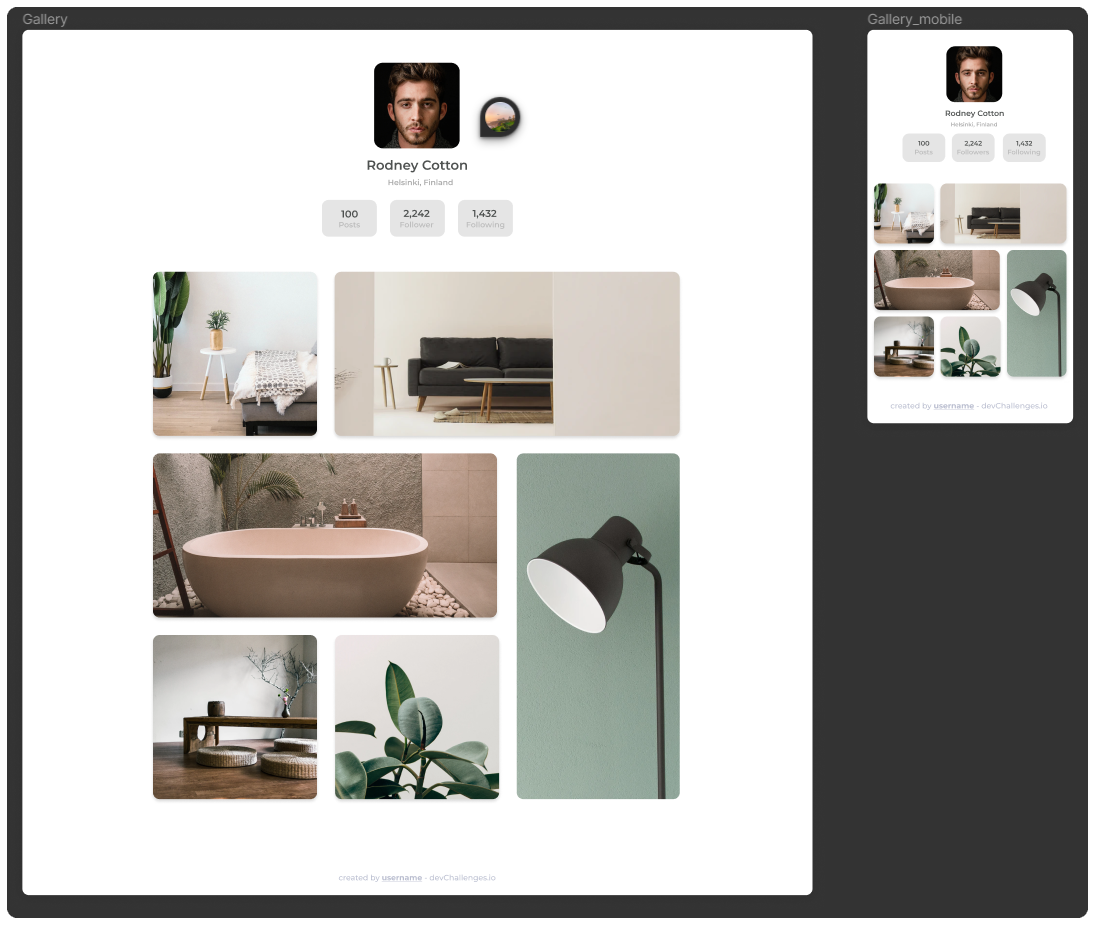 Gallery
Rodney Cotton
Helsinki, Finland
100
Posts
2,242
Follower
1,432
Following
created by username - devChallenges.io
Gallery_mobile
Rodney Cotton
Helsinki, Finland
100
Posts
2,242
Followers
1,432
Following
created by username - devChallenges.io